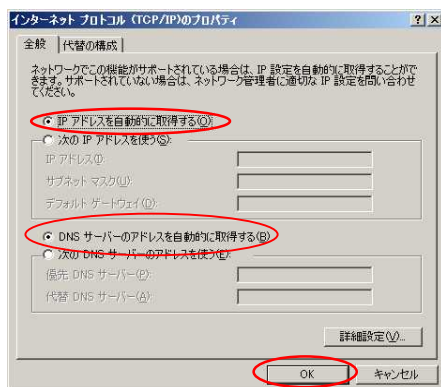 インターネット プロトコル (TCP/IP)のプロパティ
全般
代替の構成
ネットワークでこの機能がサポートされている場合は、IP 設定を自動的に取得することがで
きます。サポートされていない場合は、ネットワーク管理者に適切な IP 設定を問い合わせ
てください。
IP アドレスを自動的に取得する(O)
次の IP アドレスを使う(S):
IP アドレス(I):
サブネット マスク(U):
デフォルト ゲートウェイ(D):
DNS サーバーのアドレスを自動的に取得する(B)
次の DNS サーバーのアドレスを使う(E):
優先 DNS サーバー(P):
代替 DNS サーバー(A):
詳細設定(V)...
OK
キャンセル